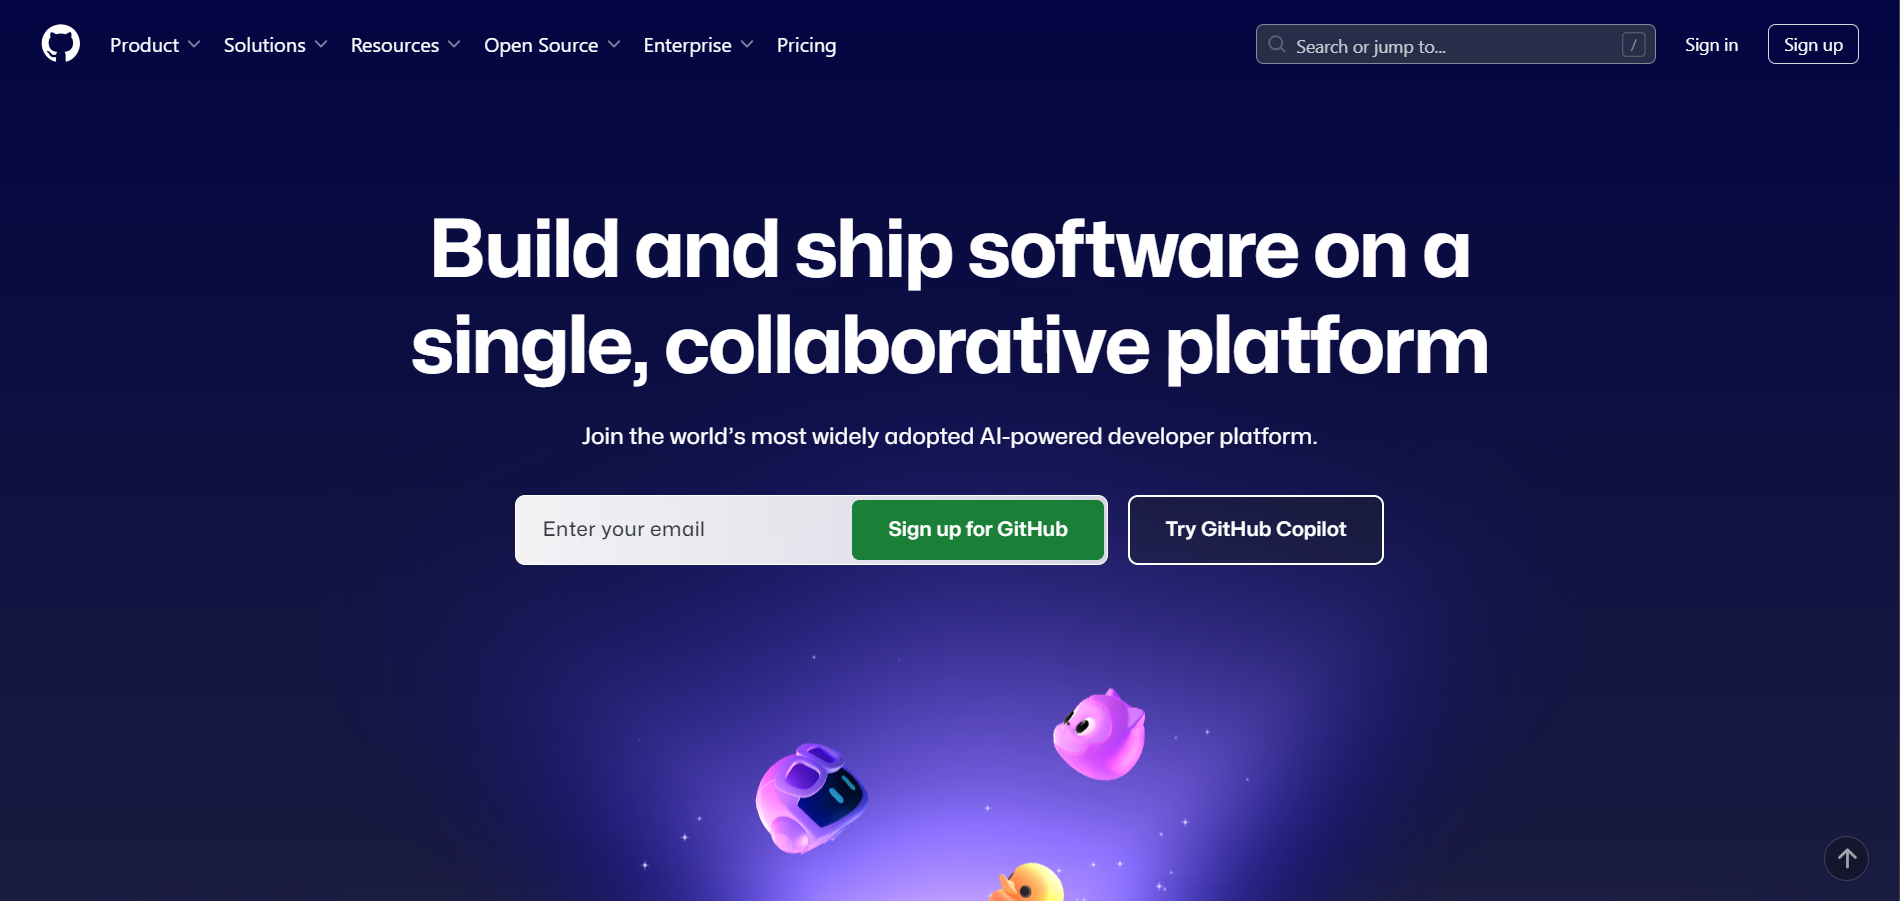 Product
Solutions
Resources
Open Source
Enterprise
Pricing
Search or jump to...
/
Sign in
Sign up
Build and ship software on a
single, collaborative platform
Join the world’s most widely adopted AI-powered developer platform.
Enter your email
Sign up for GitHub
Try GitHub Copilot